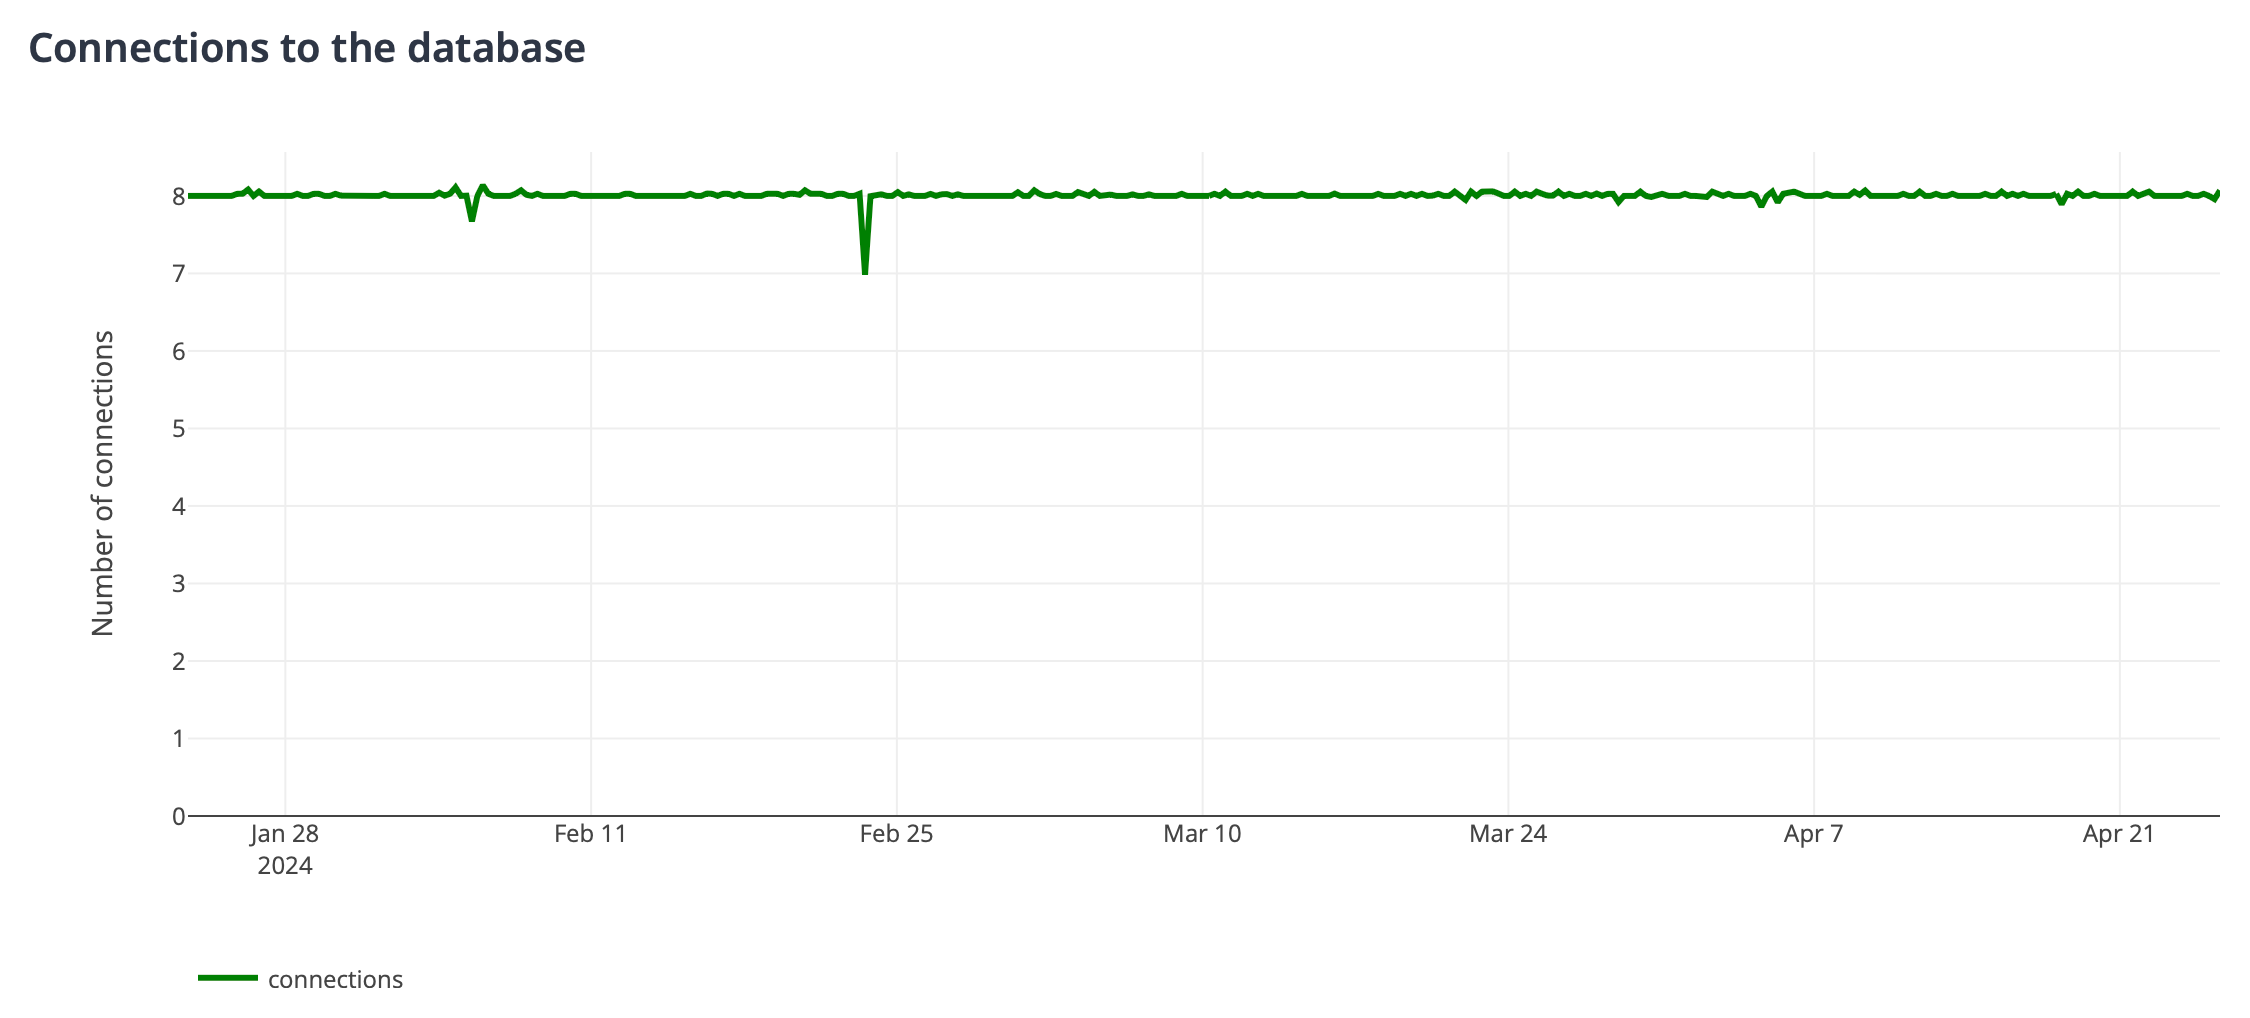 Connections to the database
Number of connections
8
7
6
5
4
3
2
1
0
Jan 28 Feb 11 Feb 25 Mar 10 Mar 24 Apr 7 Apr 21
2024
connections